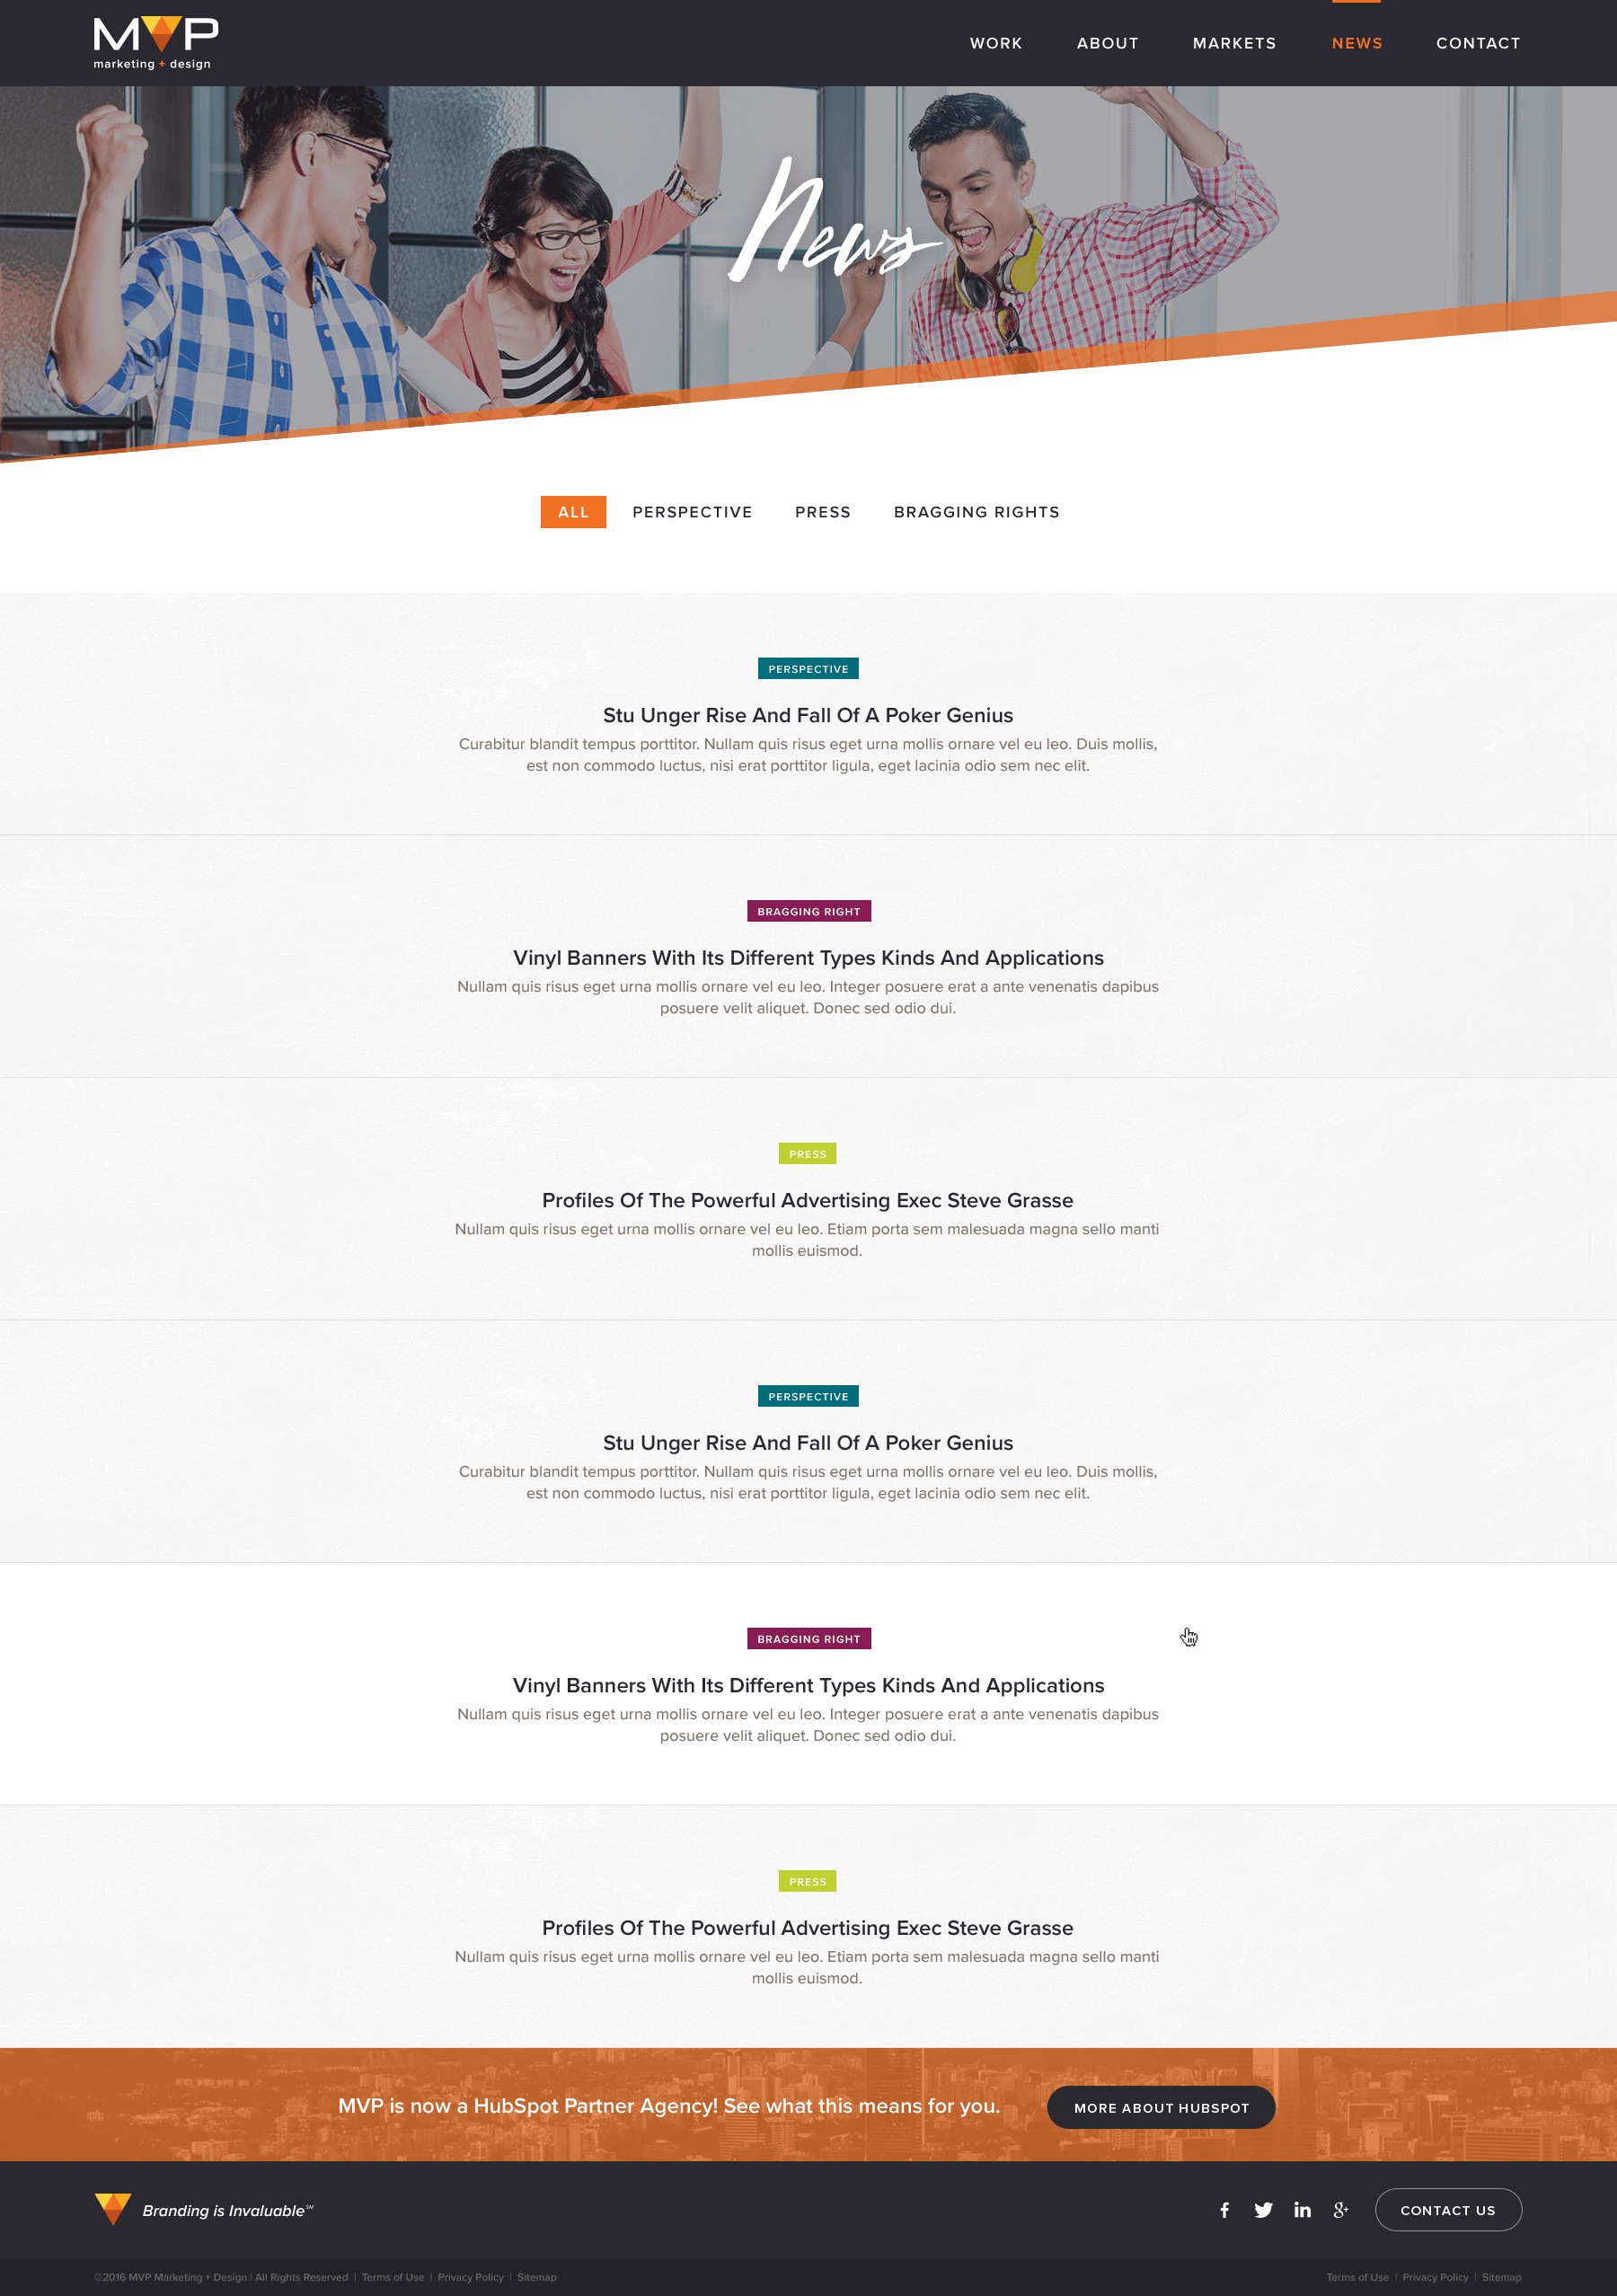 MVP
marketing + design
WORK ABOUT MARKETS NEWS CONTACT
News
ALL PERSPECTIVE PRESS BRAGGING RIGHTS
PERSPECTIVE
Stu Unger Rise And Fall Of A Poker Genius
Curabitur blandit tempus porttitor. Nullam quis risus eget urna mollis ornare vel eu leo. Duis mollis,
est non commodo luctus, nisi erat porttitor ligula, eget lacinia odio sem nec elit.
BRAGGING RIGHT
Vinyl Banners With Its Different Types Kinds And Applications
Nullam quis risus eget urna mollis ornare vel eu leo. Integer posuere erat a ante venenatis dapibus
posuere velit aliquet. Donec sed odio dui.
PRESS
Profiles Of The Powerful Advertising Exec Steve Grasse
Nullam quis risus eget urna mollis ornare vel eu leo. Etiam porta sem malesuada magna sello manti
mollis euismod.
PERSPECTIVE
Stu Unger Rise And Fall Of A Poker Genius
Curabitur blandit tempus porttitor. Nullam quis risus eget urna mollis ornare vel eu leo. Duis mollis,
est non commodo luctus, nisi erat porttitor ligula, eget lacinia odio sem nec elit.
BRAGGING RIGHT
Vinyl Banners With Its Different Types Kinds And Applications
Nullam quis risus eget urna mollis ornare vel eu leo. Integer posuere erat a ante venenatis dapibus
posuere velit aliquet. Donec sed odio dui.
PRESS
Profiles Of The Powerful Advertising Exec Steve Grasse
Nullam quis risus eget urna mollis ornare vel eu leo. Etiam porta sem malesuada magna sello manti
mollis euismod.
MVP is now a HubSpot Partner Agency! See what this means for you. MORE ABOUT HUBSPOT
Branding is Invaluable℠ CONTACT US
©2016 MVP Marketing + Design | All Rights Reserved | Terms of Use | Privacy Policy | Sitemap Terms of Use | Privacy Policy | Sitemap